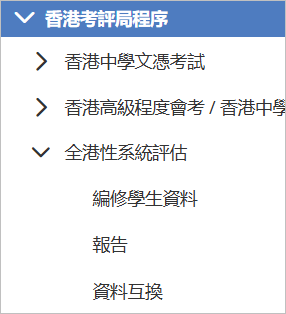 香港考評局程序
香港中學文憑考試
香港高級程度會考 / 香港中學
全港性系統評估
編修學生資料
報告
資料互換